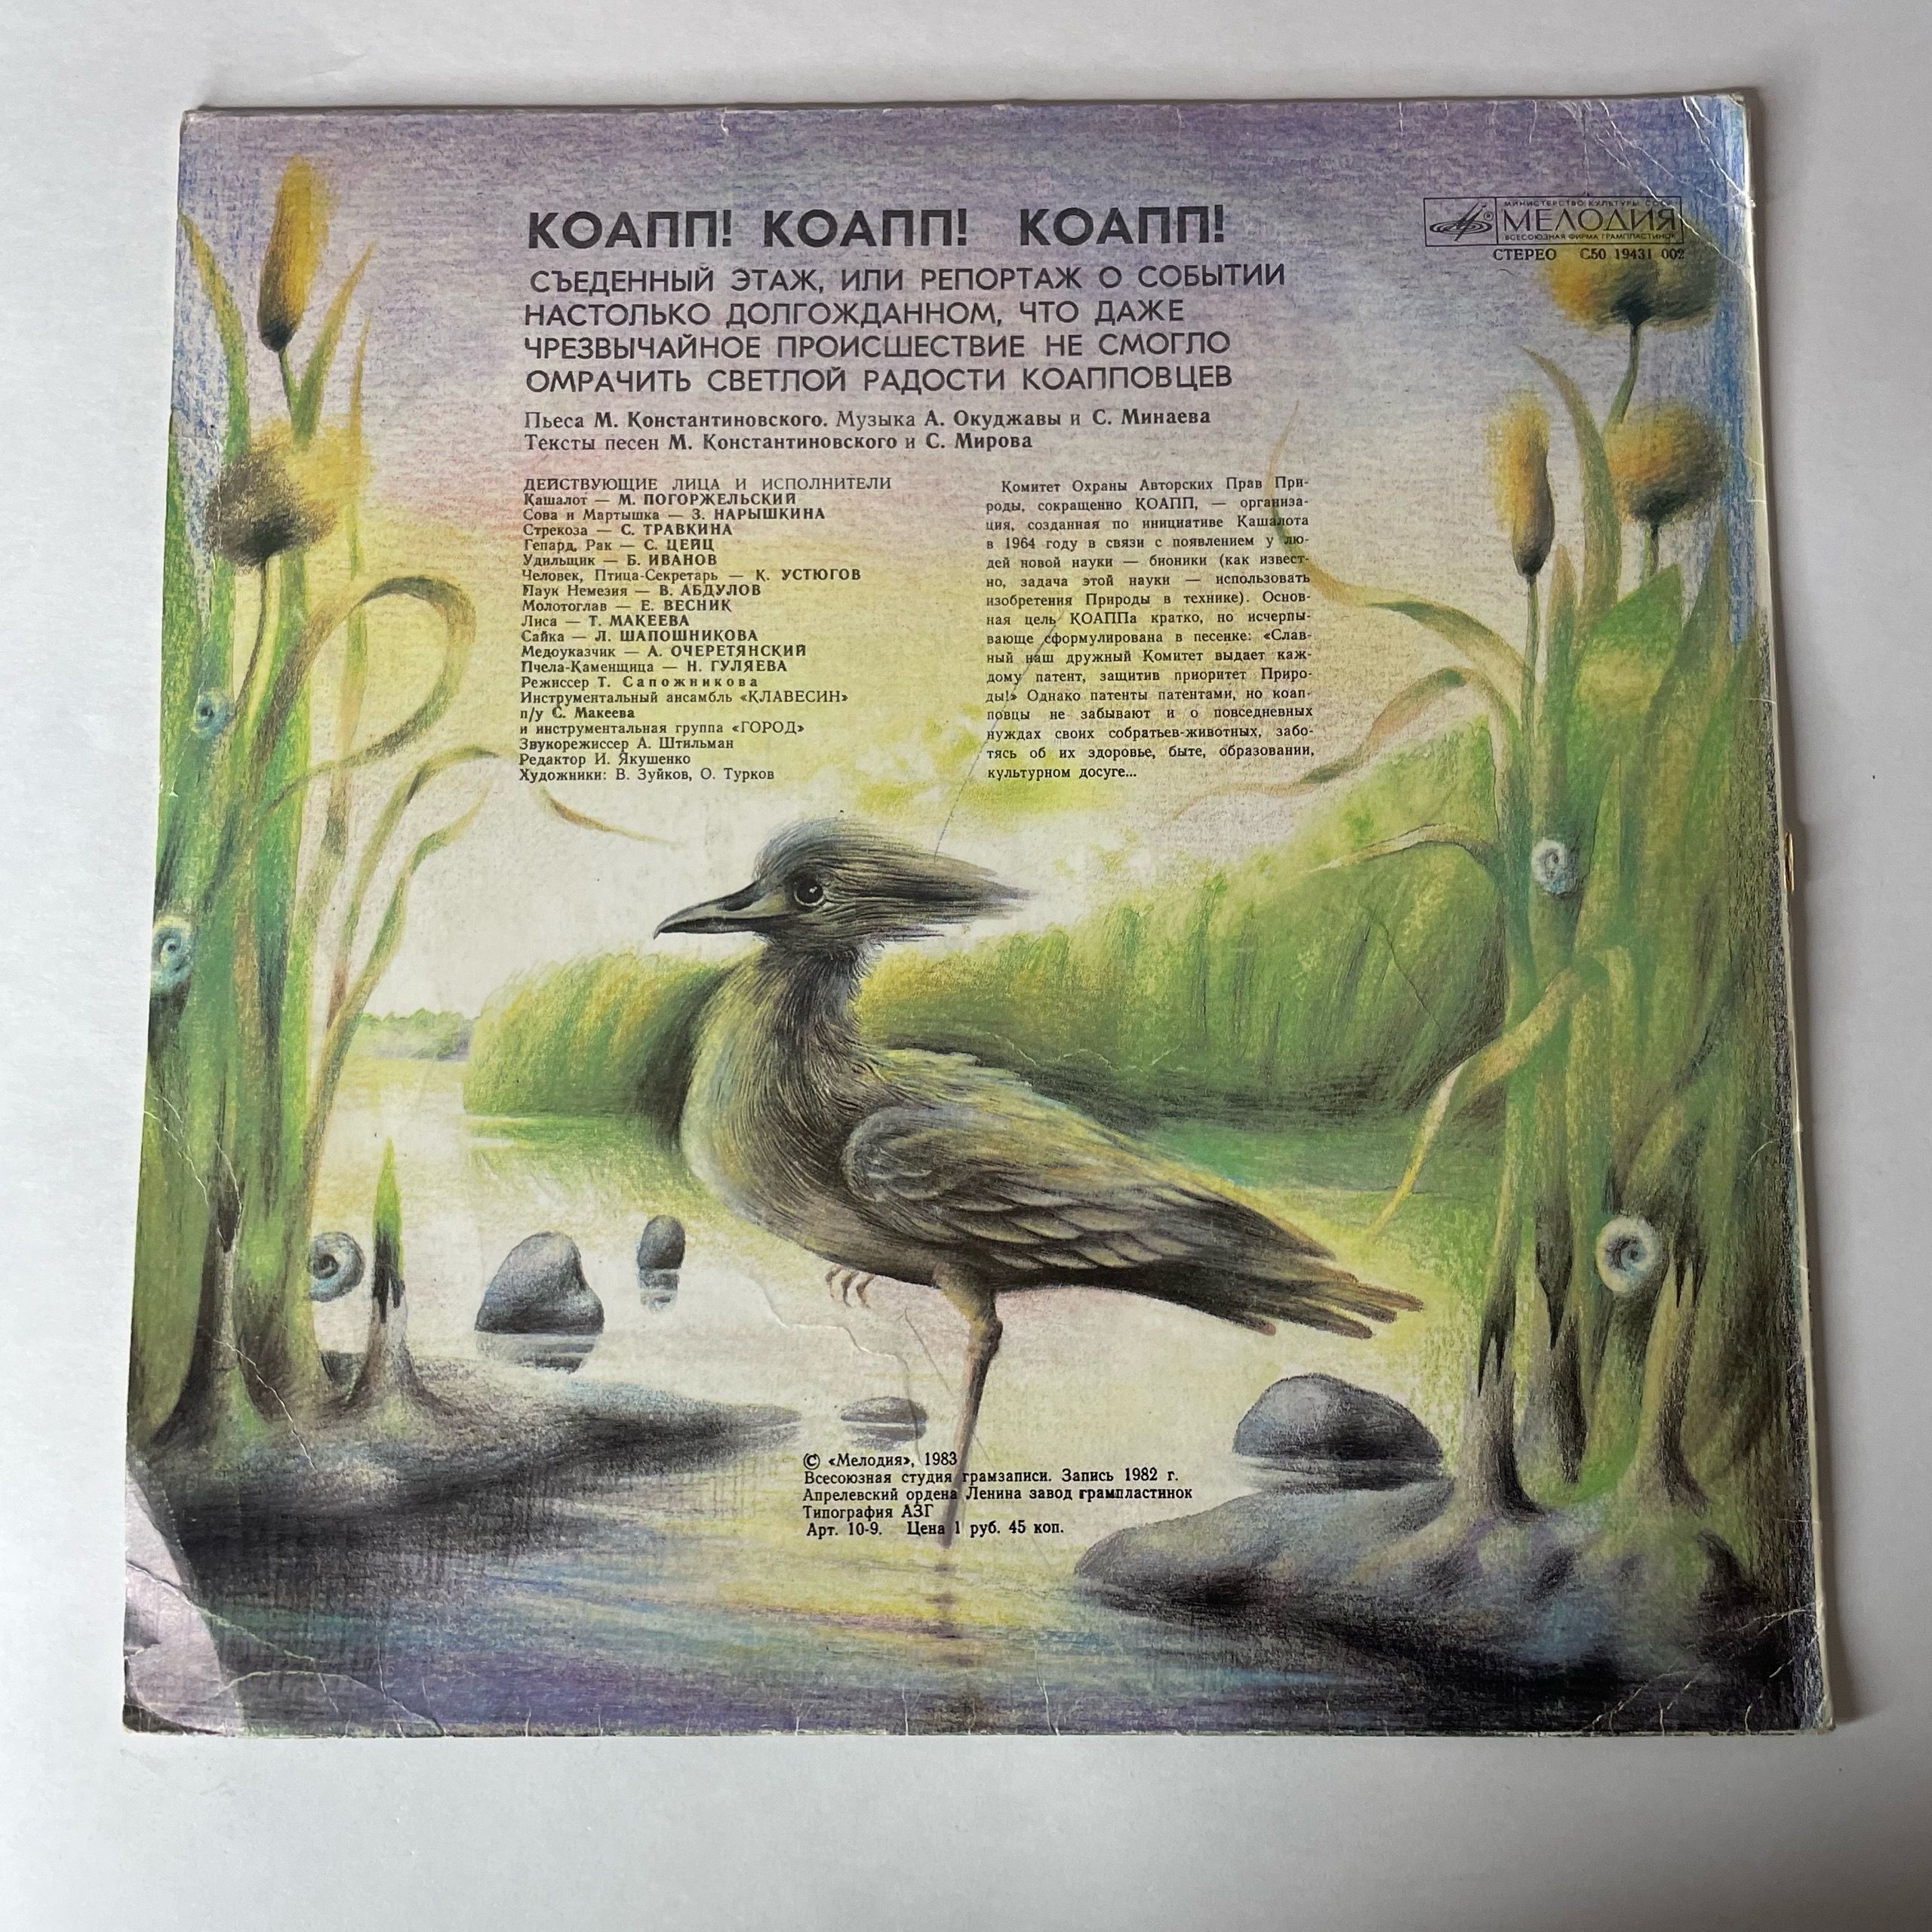 КОАПП! КОАПП! КОАПП!
СЪЕДЕННЫЙ ЭТАЖ, ИЛИ РЕПОРТАЖ О СОБЫТИИ
НАСТОЛЬКО ДОЛГОЖДАННОМ, ЧТО ДАЖЕ
ЧРЕЗВЫЧАЙНОЕ ПРОИСШЕСТВИЕ НЕ СМОГЛО
ОМРАЧИТЬ СВЕТЛОЙ РАДОСТИ КОАППОВЦЕВ
МИНИСТЕРСТВО КУЛЬТУРЫ СССР
МЕЛОДИЯ
ВСЕСОЮЗНАЯ ФИРМА ГРАМПЛАСТИНОК
СТЕРЕО С50 19431 002
Пьеса М. Константиновского. Музыка А. Окуджавы и С. Минаева
Тексты песен М. Константиновского и С. Мирова
ДЕЙСТВУЮЩИЕ ЛИЦА И ИСПОЛНИТЕЛИ
Кашалот — М. ПОГОРЖЕЛЬСКИЙ
Сова и Мартышка — З. НАРЫШКИНА
Стрекоза — С. ТРАВКИНА
Гепард, Рак — С. ЦЕЙЦ
Удильщик — Б. ИВАНОВ
Человек, Птица-Секретарь — К. УСТЮГОВ
Паук Немезия — В. АБДУЛОВ
Молотоглав — Е. ВЕСНИК
Лиса — Т. МАКЕЕВА
Сайка — Л. ШАПОШНИКОВА
Медоуказчик — А. ОЧЕРЕТЯНСКИЙ
Пчела-Каменщица — Н. ГУЛЯЕВА
Режиссер Т. Сапожникова
Инструментальный ансамбль «КЛАВЕСИН»
п/у С. Макеева
и инструментальная группа «ГОРОД»
Звукорежиссер А. Штильман
Редактор И. Якушенко
Художники: В. Зуйков, О. Турков
Комитет Охраны Авторских Прав При-
роды, сокращенно КОАПП, — организа-
ция, созданная по инициативе Кашалота
в 1964 году в связи с появлением у лю-
дей новой науки — бионики (как извест-
но, задача этой науки — использовать
изобретения Природы в технике). Основ-
ная цель КОАППа кратко, но исчерпы-
вающе сформулирована в песенке: «Слав-
ный наш дружный Комитет выдает каж-
дому патент, защитив приоритет Приро-
ды!» Однако патенты патентами, но коап-
повцы не забывают и о повседневных
нуждах своих собратьев-животных, забо-
тясь об их здоровье, быте, образовании,
культурном досуге...
© «Мелодия», 1983
Всесоюзная студия грамзаписи. Запись 1982 г.
Апрелевский ордена Ленина завод грампластинок
Типография АЗГ
Арт. 10-9. Цена 1 руб. 45 коп.